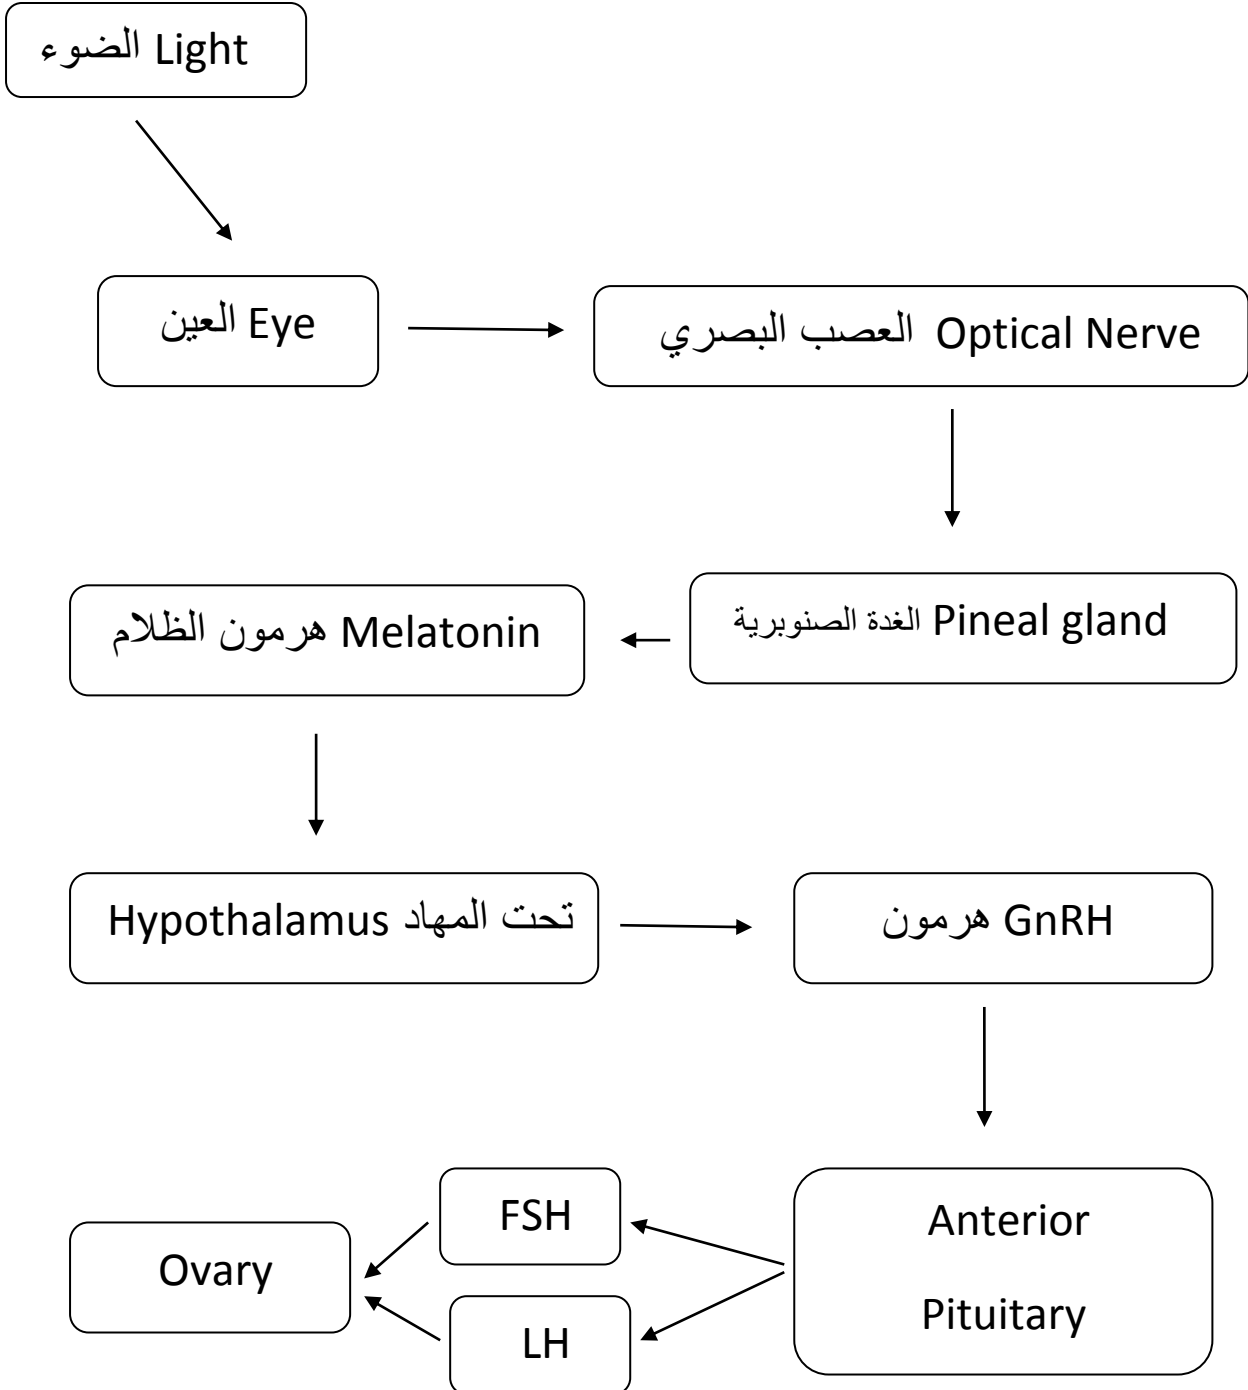 الضوء Light
العين Eye
العصب البصري Optical Nerve
الغدة الصنوبرية Pineal gland
هرمون الظلام Melatonin
Hypothalamus تحت المهاد
هرمون GnRH
Anterior
Pituitary
FSH
LH
Ovary